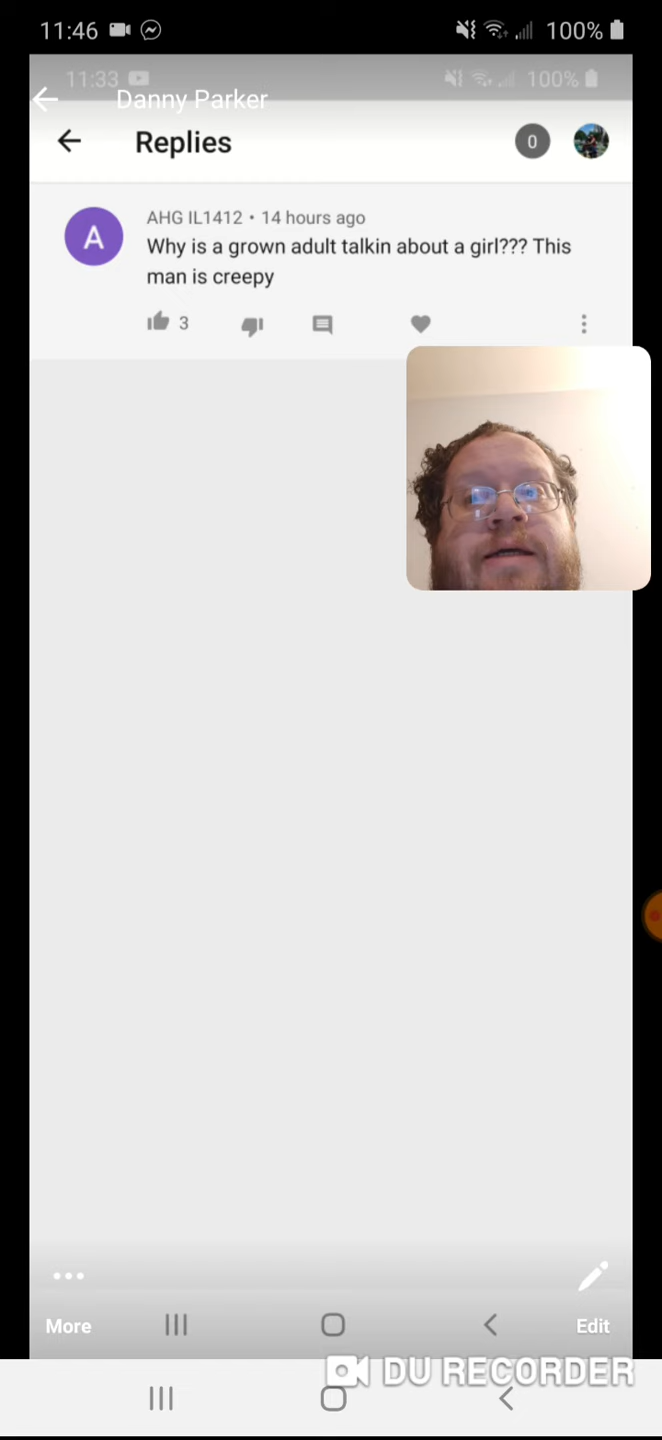 11:46 100%
11:33 100%
Danny Parker
Replies 0
A
AHG IL1412 • 14 hours ago
Why is a grown adult talkin about a girl??? This
man is creepy
3
More Edit
DU RECORDER